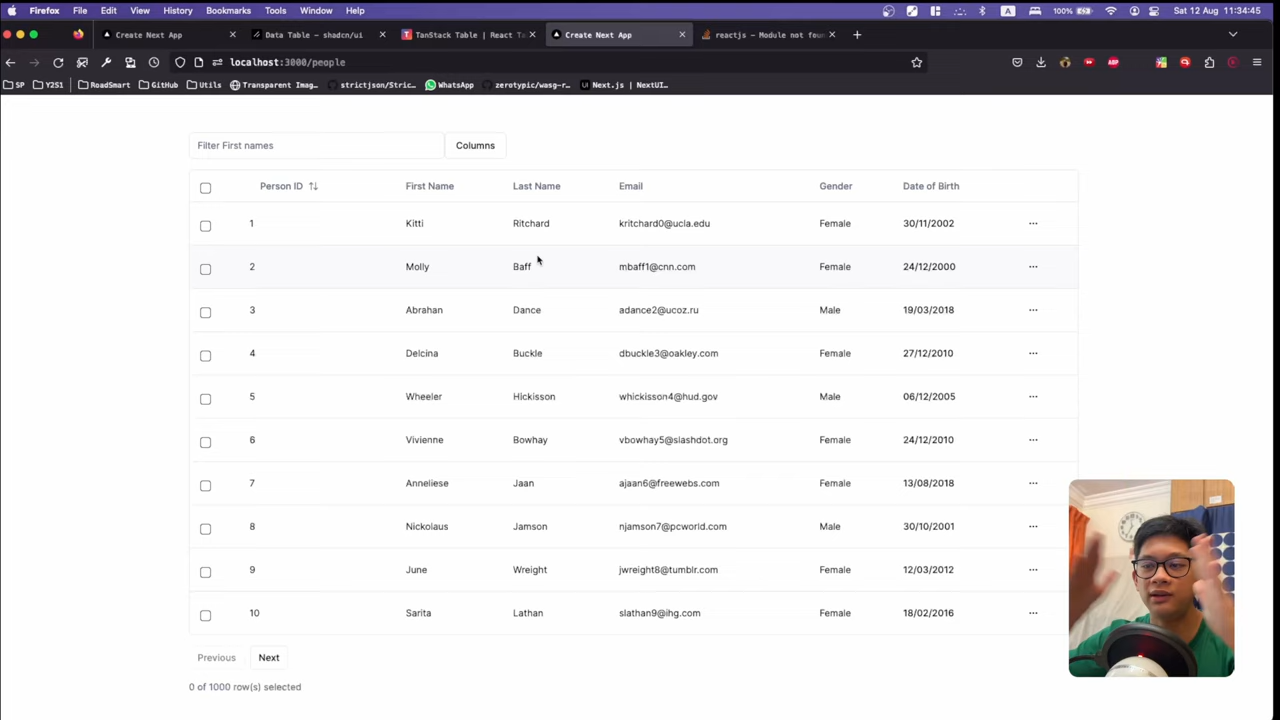 Firefox File Edit View History Bookmarks Tools Window Help 100% Sat 12 Aug 11:34:45
Create Next App Data Table - shadcn/ui TanStack Table | React Ta Create Next App reactjs - Module not foun
localhost:3000/people
SP Y2S1 RoadSmart GitHub Utils Transparent Imag... strictjson/Stric... WhatsApp zerotypic/wasg-r... Next.js | NextUI...
Filter First names Columns
Person ID First Name Last Name Email Gender Date of Birth
1 Kitti Ritchard kritchard0@ucla.edu Female 30/11/2002 ...
2 Molly Baff mbaff1@cnn.com Female 24/12/2000 ...
3 Abrahan Dance adance2@ucoz.ru Male 19/03/2018 ...
4 Delcina Buckle dbuckle3@oakley.com Female 27/12/2010 ...
5 Wheeler Hickisson whickisson4@hud.gov Male 06/12/2005 ...
6 Vivienne Bowhay vbowhay5@slashdot.org Female 24/12/2010 ...
7 Anneliese Jaan ajaan6@freewebs.com Female 13/08/2018 ...
8 Nickolaus Jamson njamson7@pcworld.com Male 30/10/2001 ...
9 June Wreight jwreight8@tumblr.com Female 12/03/2012 ...
10 Sarita Lathan slathan9@ihg.com Female 18/02/2016 ...
Previous Next
0 of 1000 row(s) selected